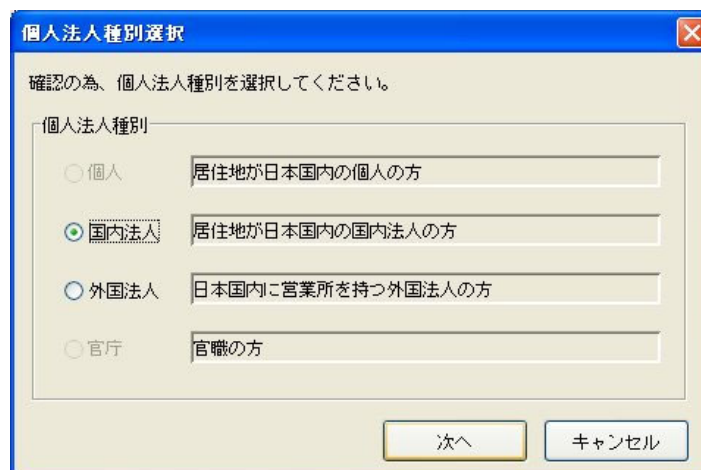 個人法人種別選択
確認の為、個人法人種別を選択してください。
個人法人種別
個人 居住地が日本国内の個人の方
国内法人 居住地が日本国内の国内法人の方
外国法人 日本国内に営業所を持つ外国法人の方
官庁 官職の方
次へ キャンセル